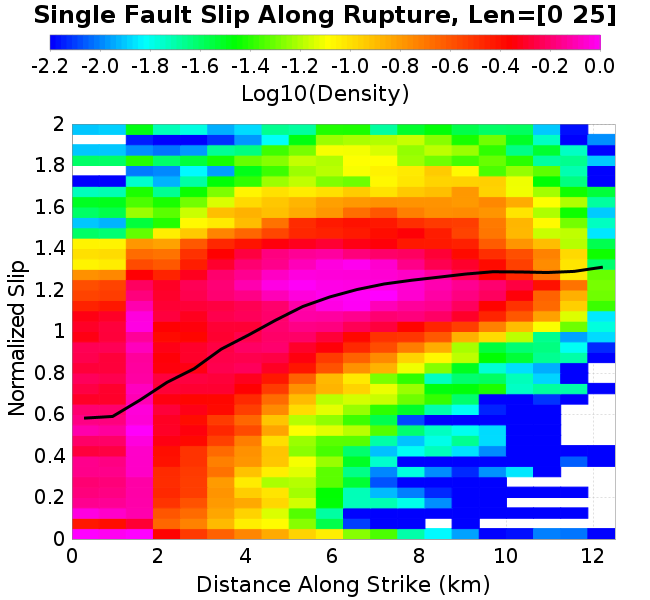 Single Fault Slip Along Rupture, Len=[0 25]
-2.2 -2.0 -1.8 -1.6 -1.4 -1.2 -1.0 -0.8 -0.6 -0.4 -0.2 0.0
Log10(Density)
Normalized Slip
2
1.8
1.6
1.4
1.2
1
0.8
0.6
0.4
0.2
0
0 2 4 6 8 10 12
Distance Along Strike (km)